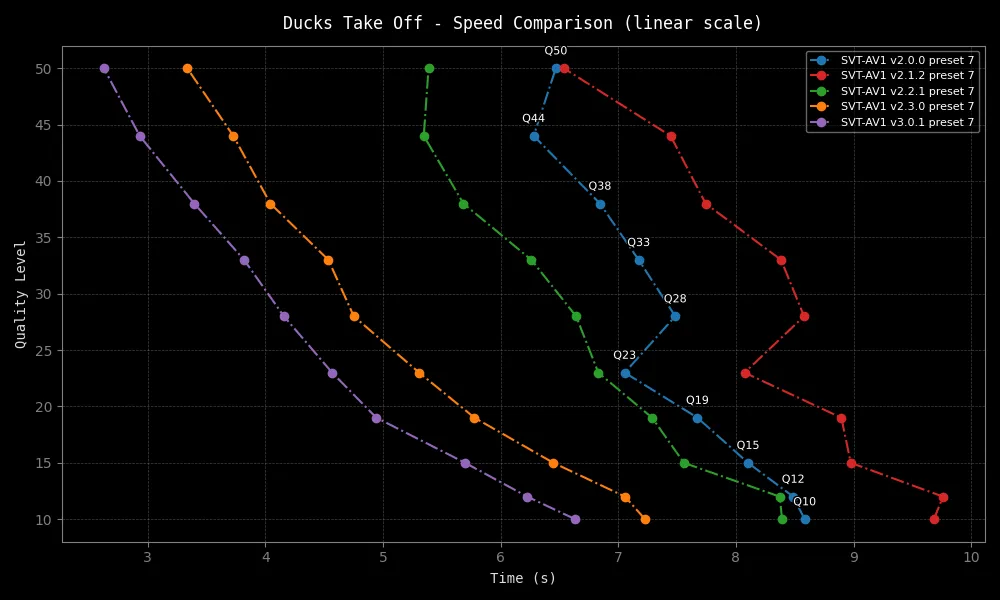 Ducks Take Off - Speed Comparison (linear scale)
SVT-AV1 v2.0.0 preset 7
SVT-AV1 v2.1.2 preset 7
SVT-AV1 v2.2.1 preset 7
SVT-AV1 v2.3.0 preset 7
SVT-AV1 v3.0.1 preset 7
Q50
Q44
Q38
Q33
Q28
Q23
Q19
Q15
Q12
Q10
Quality Level
50
45
40
35
30
25
20
15
10
3 4 5 6 7 8 9 10
Time (s)